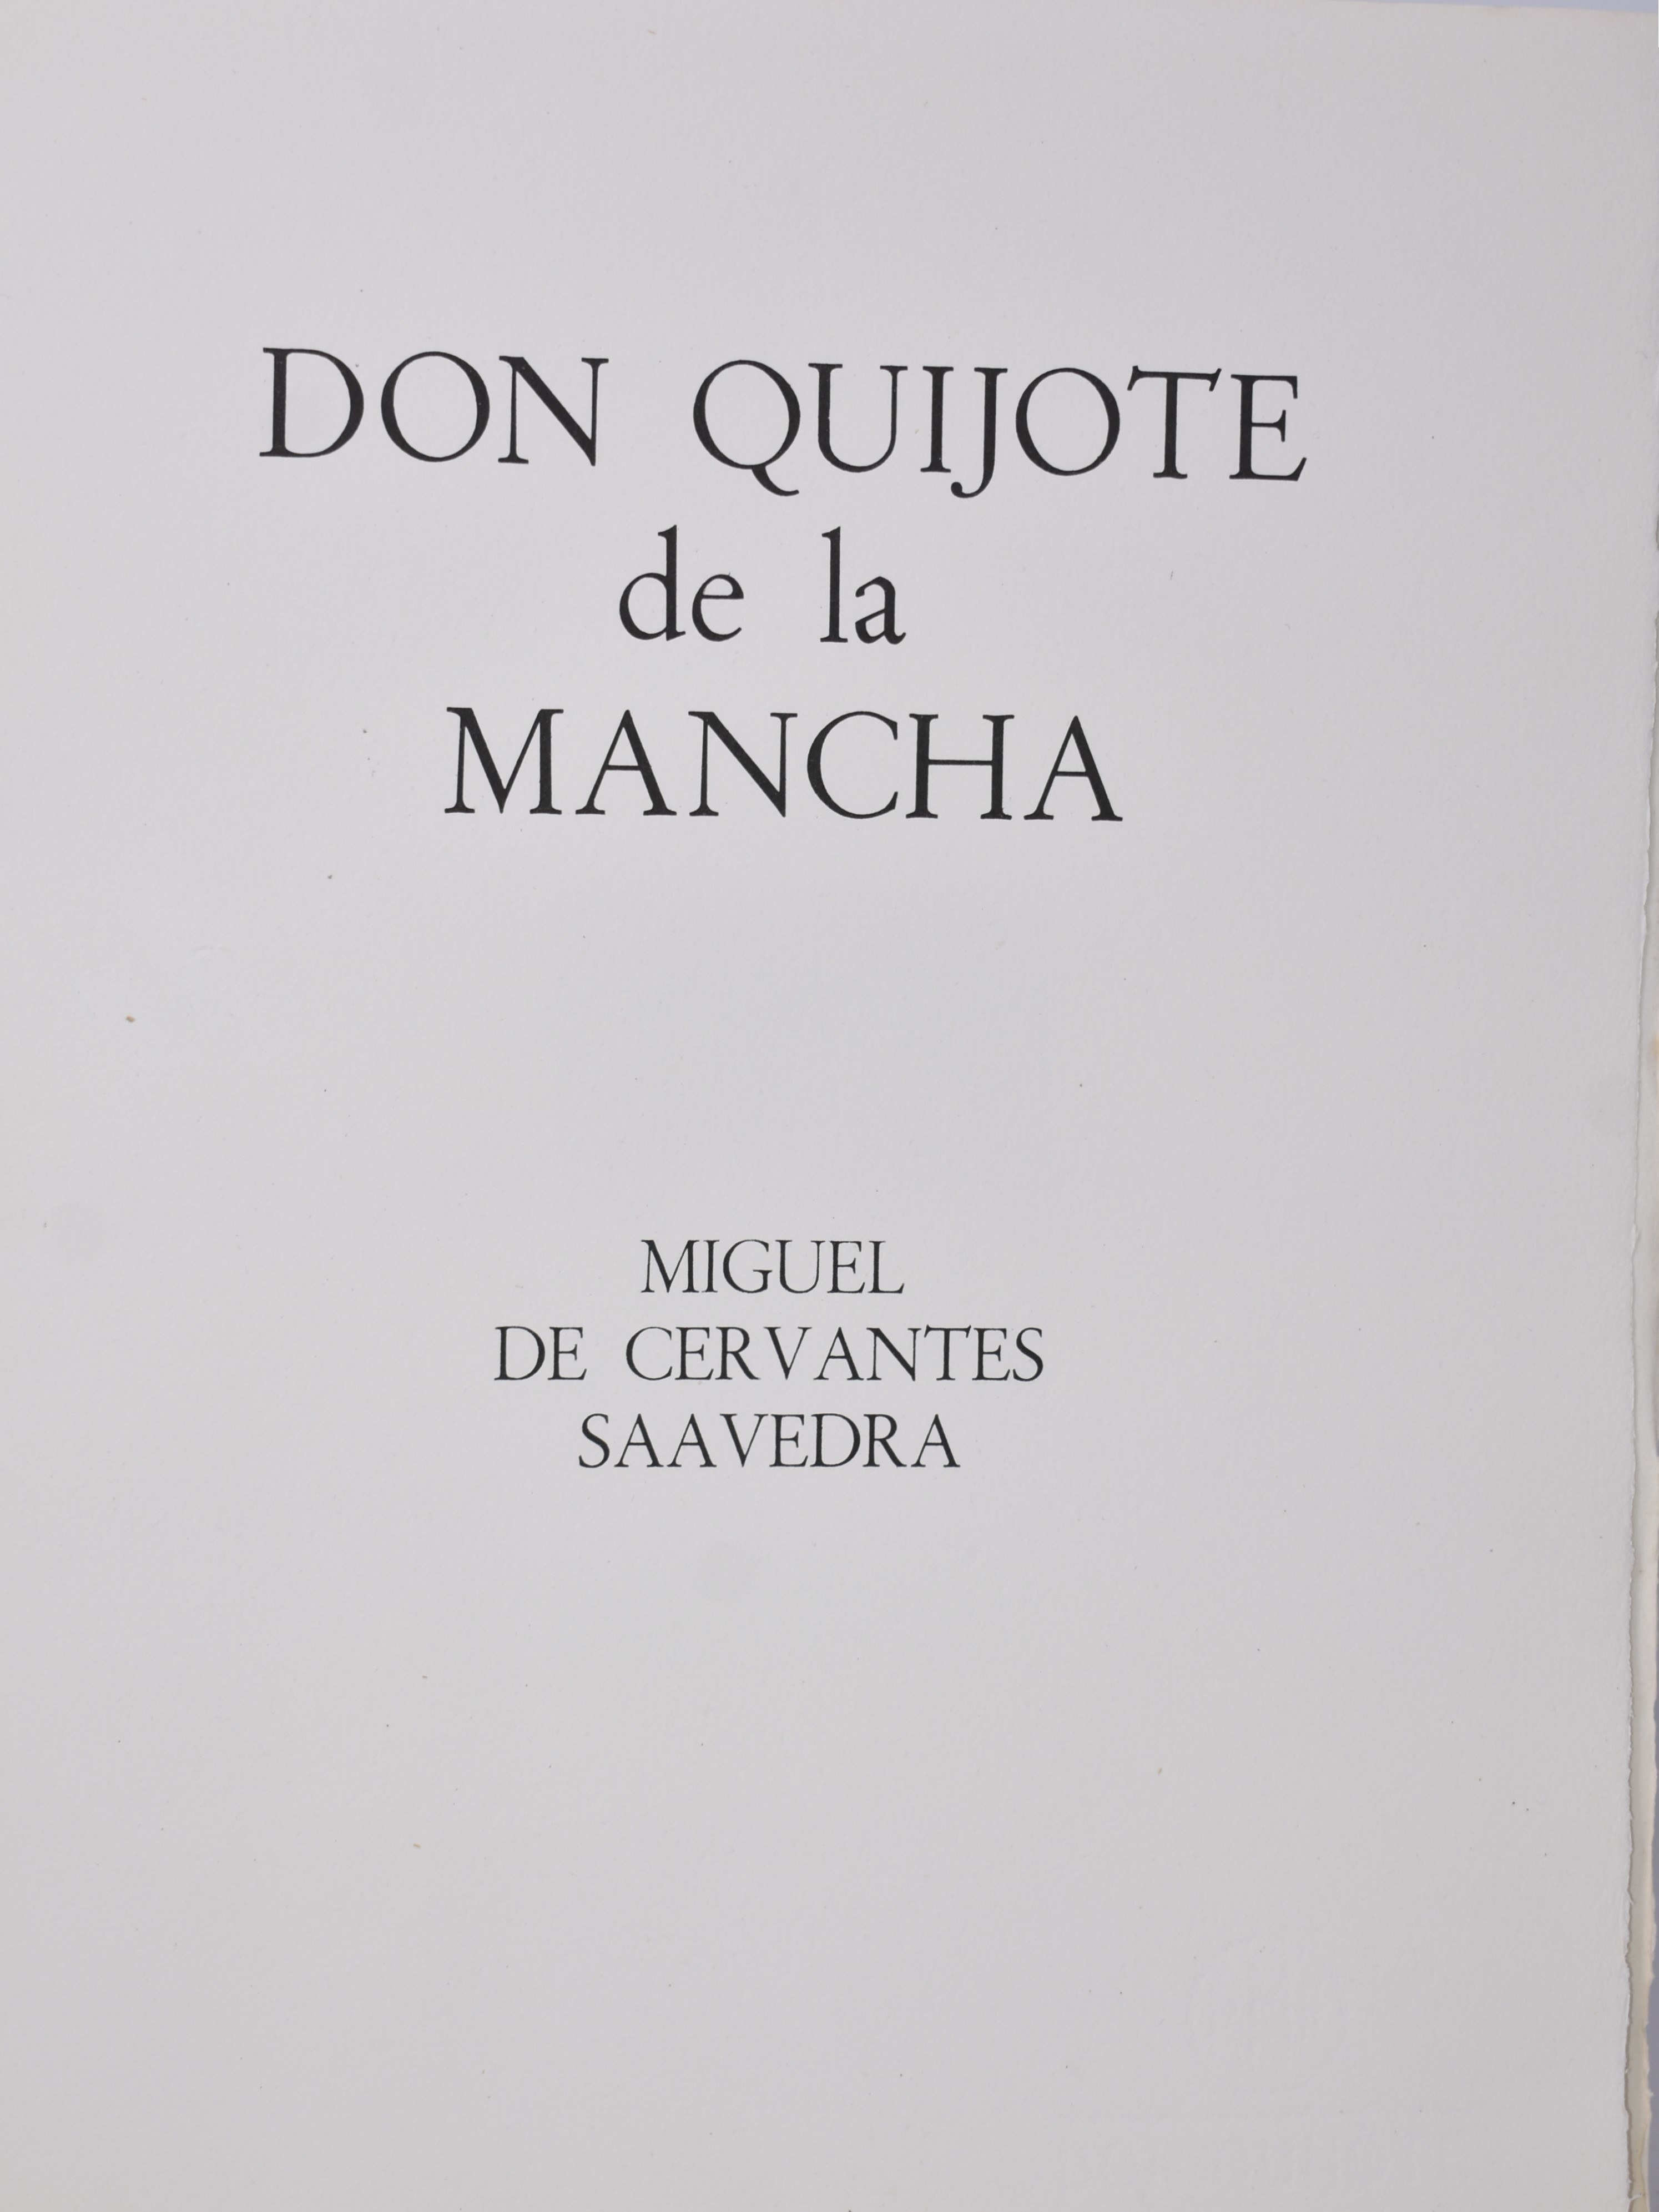 DON QUIJOTE
de la
MANCHA
MIGUEL
DE CERVANTES
SAAVEDRA